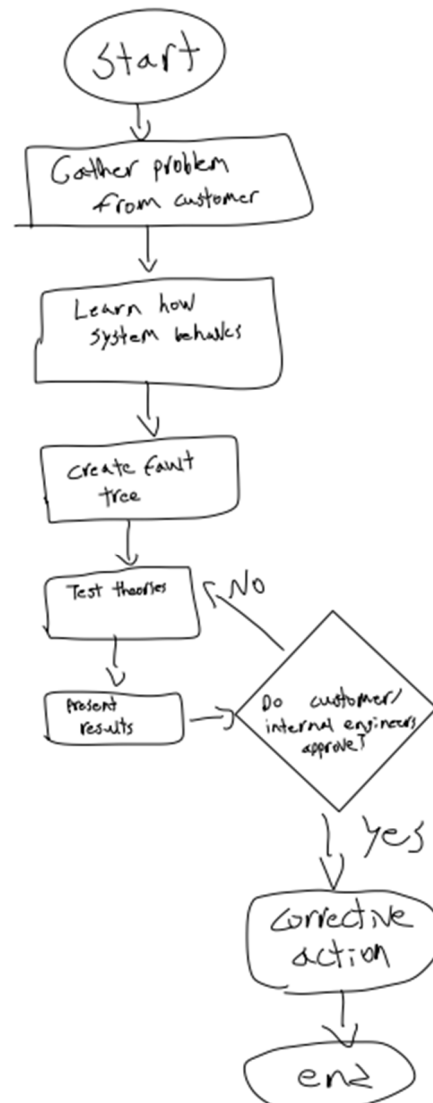 Start
Gather problem
from customer
Learn how
system behaves
create fault
tree
Test theories
No
Present
results
Do customer/
internal engineers
approve?
Yes
corrective
action
end